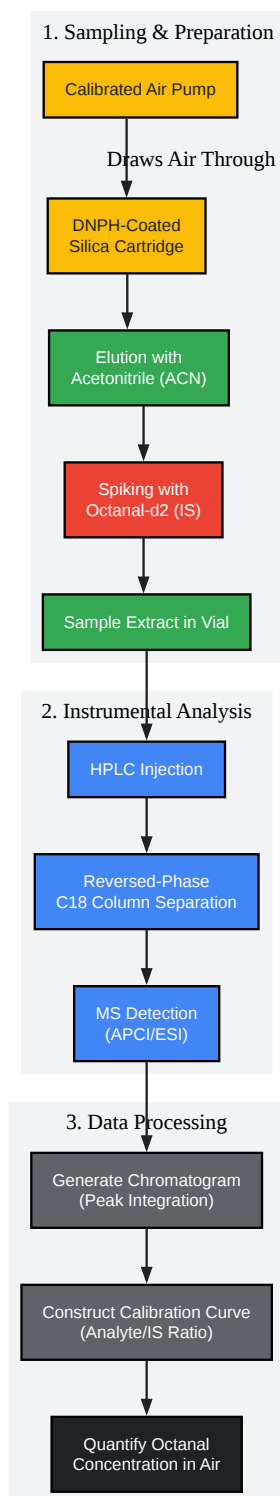 1. Sampling & Preparation
Calibrated Air Pump
Draws Air Through
DNPH-Coated
Silica Cartridge
Elution with
Acetonitrile (ACN)
Spiking with
Octanal-d2 (IS)
Sample Extract in Vial
2. Instrumental Analysis
HPLC Injection
Reversed-Phase
C18 Column Separation
MS Detection
(APCI/ESI)
3. Data Processing
Generate Chromatogram
(Peak Integration)
Construct Calibration Curve
(Analyte/IS Ratio)
Quantify Octanal
Concentration in Air